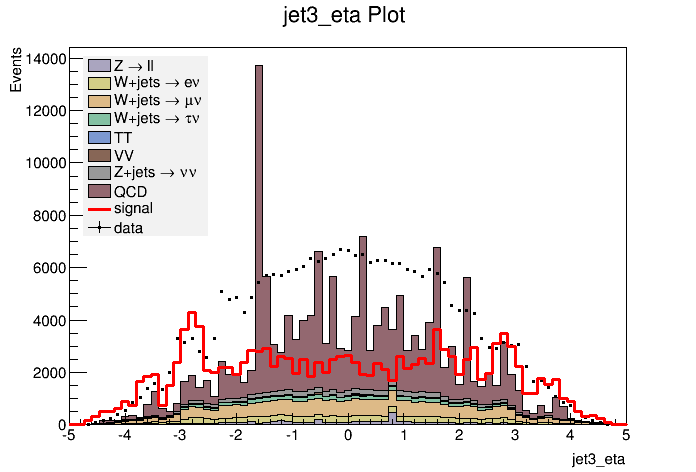 jet3_eta Plot
Events
14000
12000
10000
8000
6000
4000
2000
0
Z → ll
W+jets → eν
W+jets → μν
W+jets → τν
TT
VV
Z+jets → νν
QCD
signal
data
-5 -4 -3 -2 -1 0 1 2 3 4 5
jet3_eta